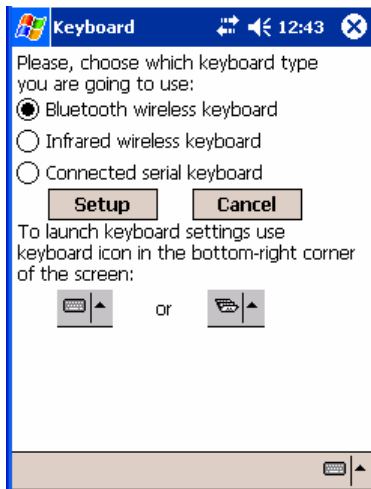 Keyboard 12:43
Please, choose which keyboard type
you are going to use:
Bluetooth wireless keyboard
Infrared wireless keyboard
Connected serial keyboard
Setup Cancel
To launch keyboard settings use
keyboard icon in the bottom-right corner
of the screen:
or